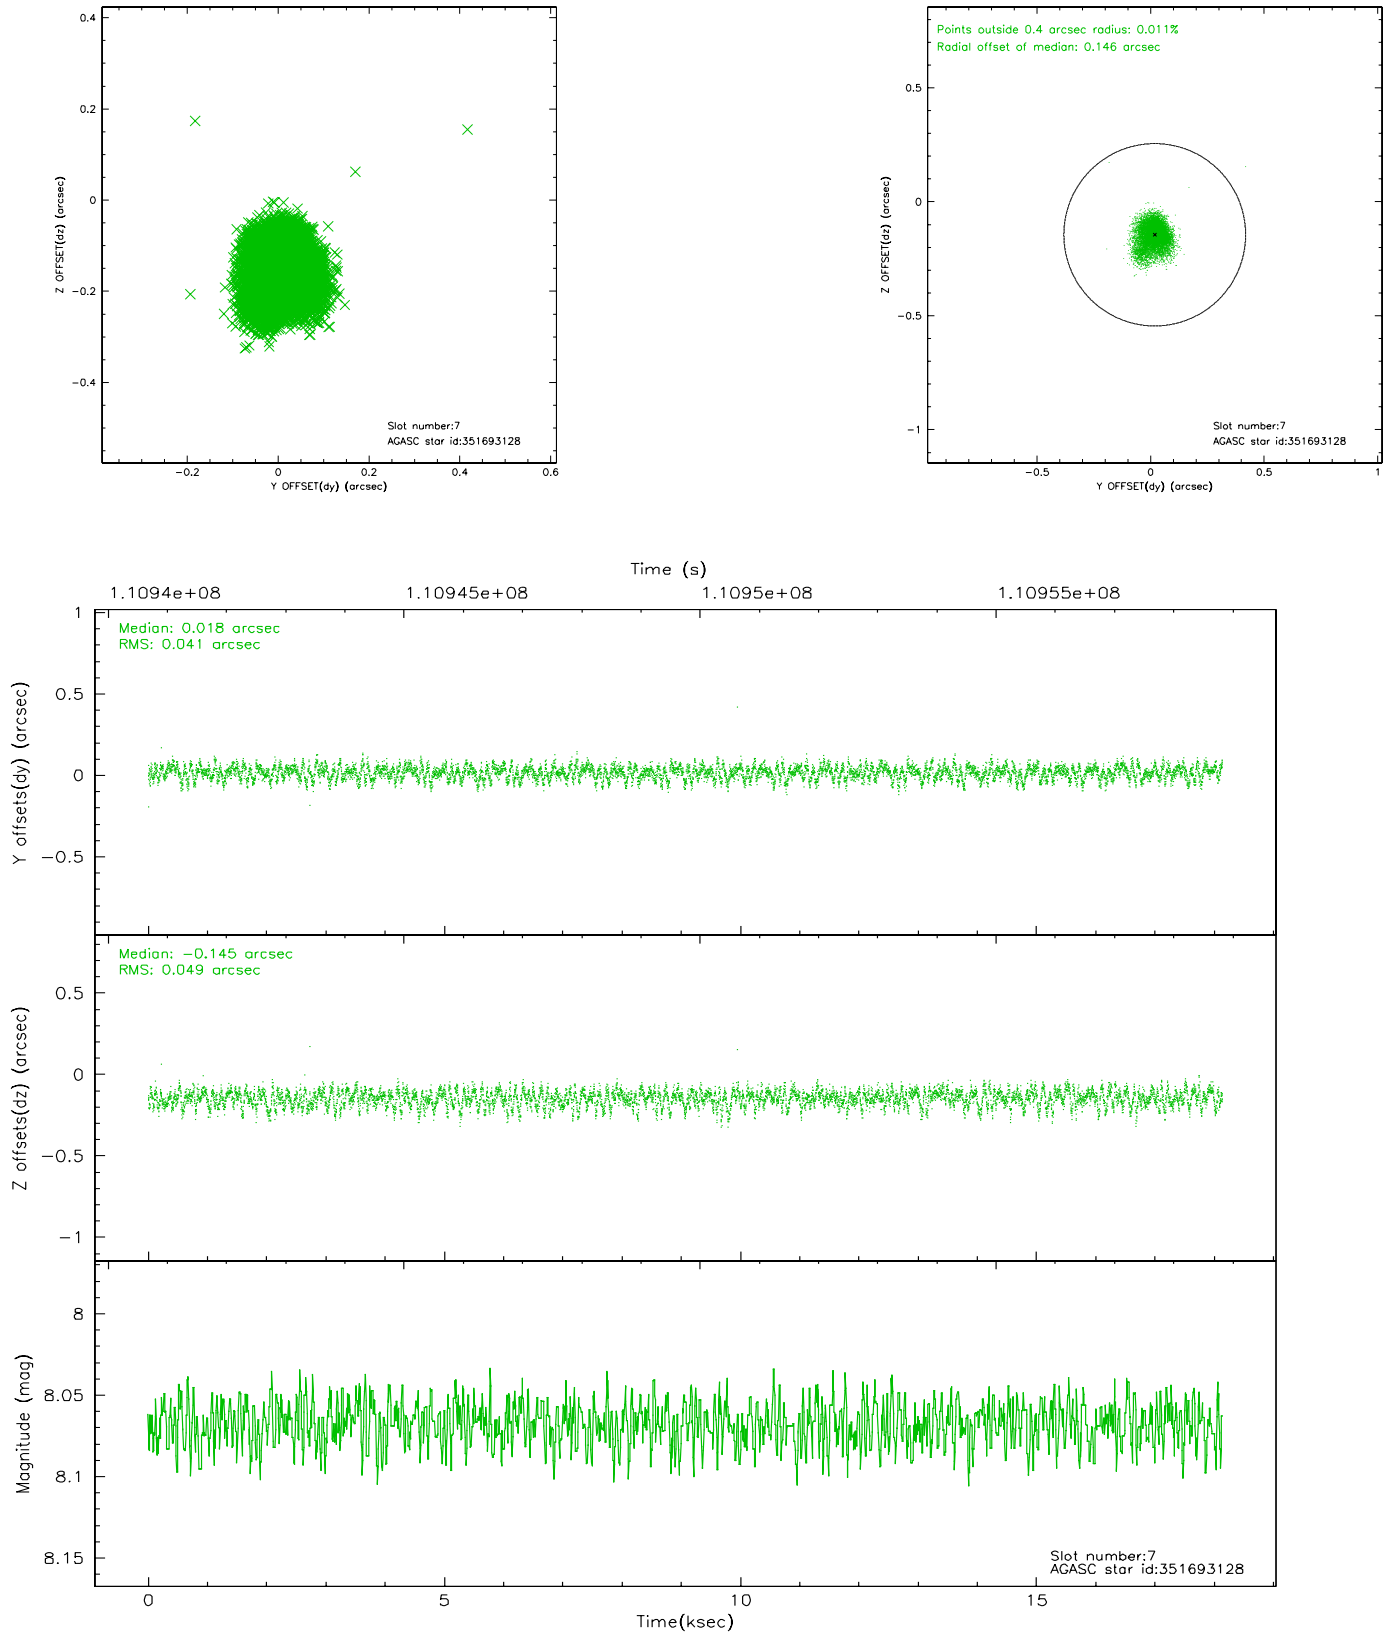 0.4
0.2
0
−0.2
−0.4
Z OFFSET(dz) (arcsec)
Slot number:7
AGASC star id:351693128
−0.2 0 0.2 0.4 0.6
Y OFFSET(dy) (arcsec)
Points outside 0.4 arcsec radius: 0.011%
Radial offset of median: 0.146 arcsec
0.5
0
−0.5
−1
Z OFFSET(dz) (arcsec)
Slot number:7
AGASC star id:351693128
−0.5 0 0.5 1
Y OFFSET(dy) (arcsec)
Time (s)
1.1094e+08 1.10945e+08 1.1095e+08 1.10955e+08
Median: 0.018 arcsec
RMS: 0.041 arcsec
1
0.5
0
−0.5
Y offsets(dy) (arcsec)
Median: −0.145 arcsec
RMS: 0.049 arcsec
0.5
0
−0.5
−1
Z offsets(dz) (arcsec)
8
8.05
8.1
8.15
Magnitude (mag)
Slot number:7
AGASC star id:351693128
0 5 10 15
Time(ksec)